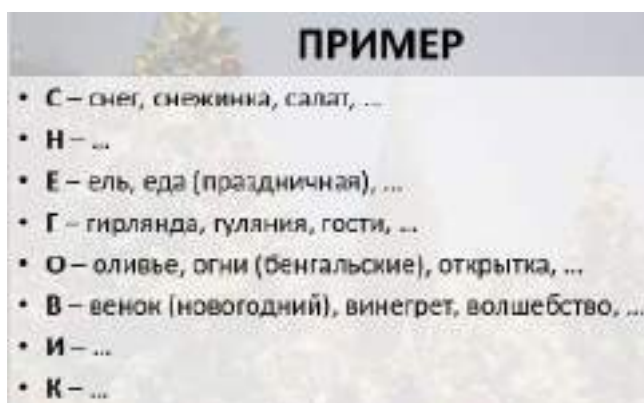 ПРИМЕР
• С – снег, снежинка, салат, ...
• Н – ...
• Е – ель, еда (праздничная), ...
• Г – гирлянда, гуляния, гости, ...
• О – оливье, огни (бенгальские), открытка, ...
• В – венок (новогодний), винегрет, волшебство, ...
• И – ...
• К – ...